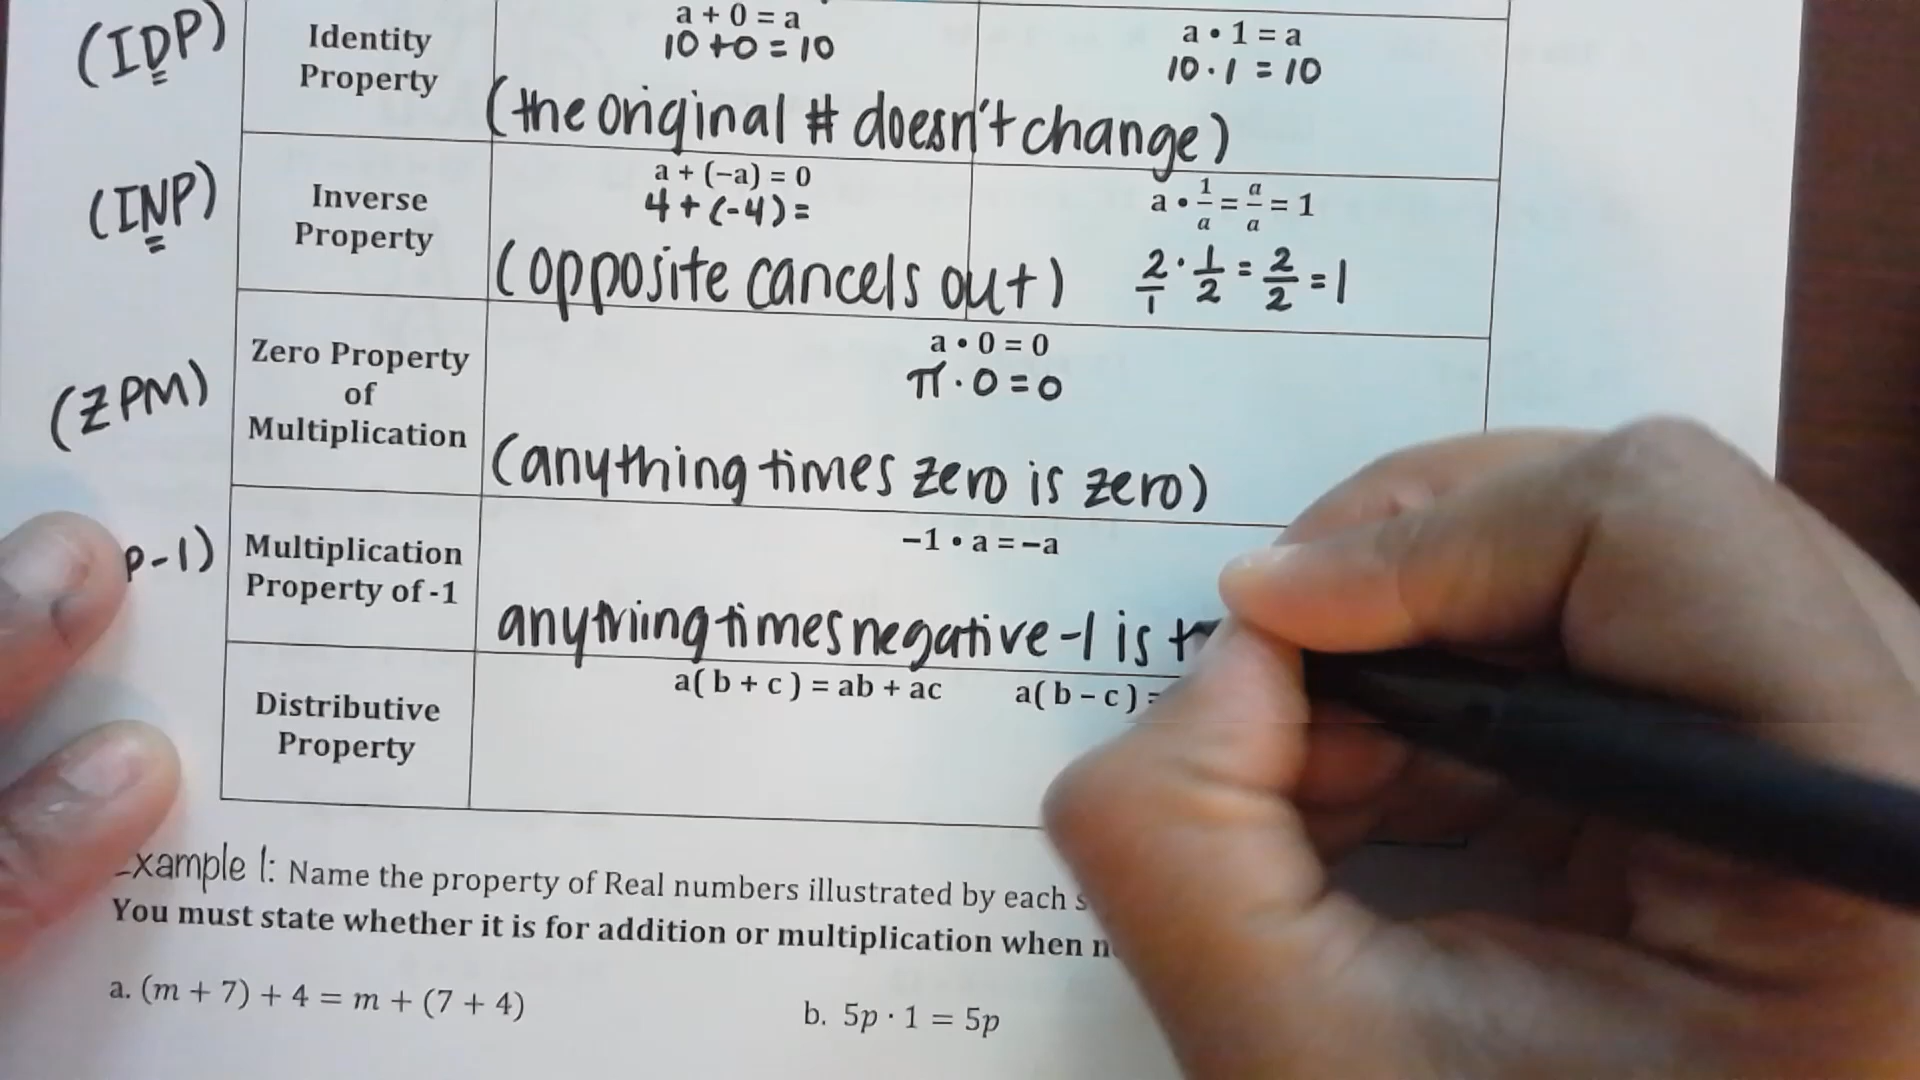 (IDP)
Identity
Property
a + 0 = a
10 + 0 = 10
a • 1 = a
10 · 1 = 10
(the original # doesn't change)
(INP)
Inverse
Property
a + (−a) = 0
4 + (-4) =
a • 1/a = a/a = 1
(opposite cancels out)
2/1 · 1/2 = 2/2 = 1
(ZPM)
Zero Property
of
Multiplication
a • 0 = 0
π · 0 = 0
(anything times zero is zero)
p-1)
Multiplication
Property of -1
−1 • a = −a
anything times negative -1 is
Distributive
Property
a( b + c ) = ab + ac
a( b − c ) =
xample 1: Name the property of Real numbers illustrated by each
You must state whether it is for addition or multiplication when
a. (m + 7) + 4 = m + (7 + 4)
b. 5p · 1 = 5p